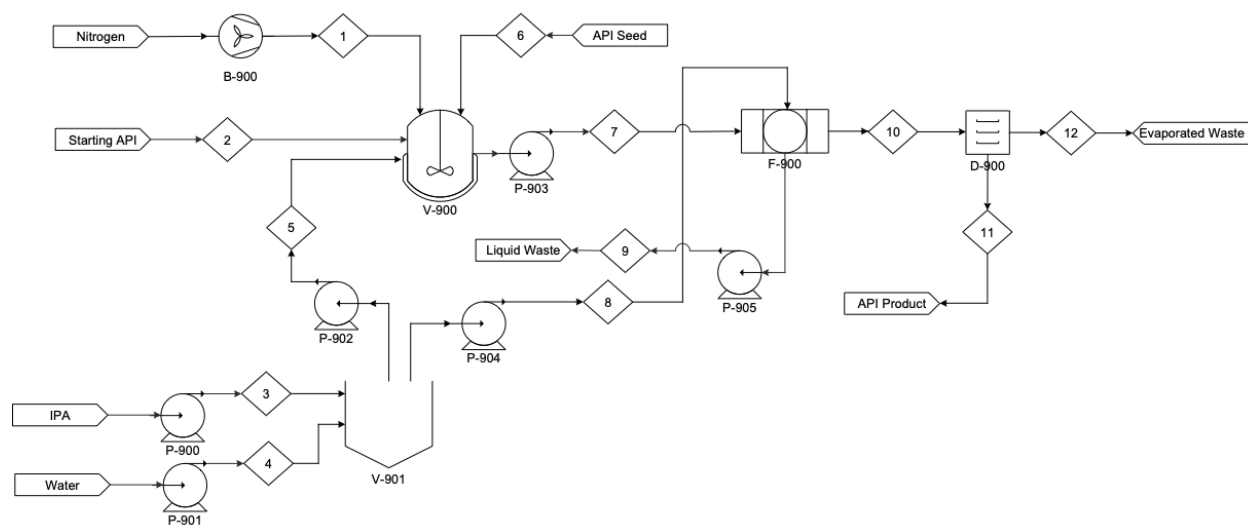 Nitrogen
B-900
1
6
API Seed
Starting API
2
V-900
P-903
7
F-900
10
D-900
12
Evaporated Waste
5
Liquid Waste
9
P-905
11
API Product
P-902
P-904
8
IPA
P-900
3
Water
P-901
4
V-901